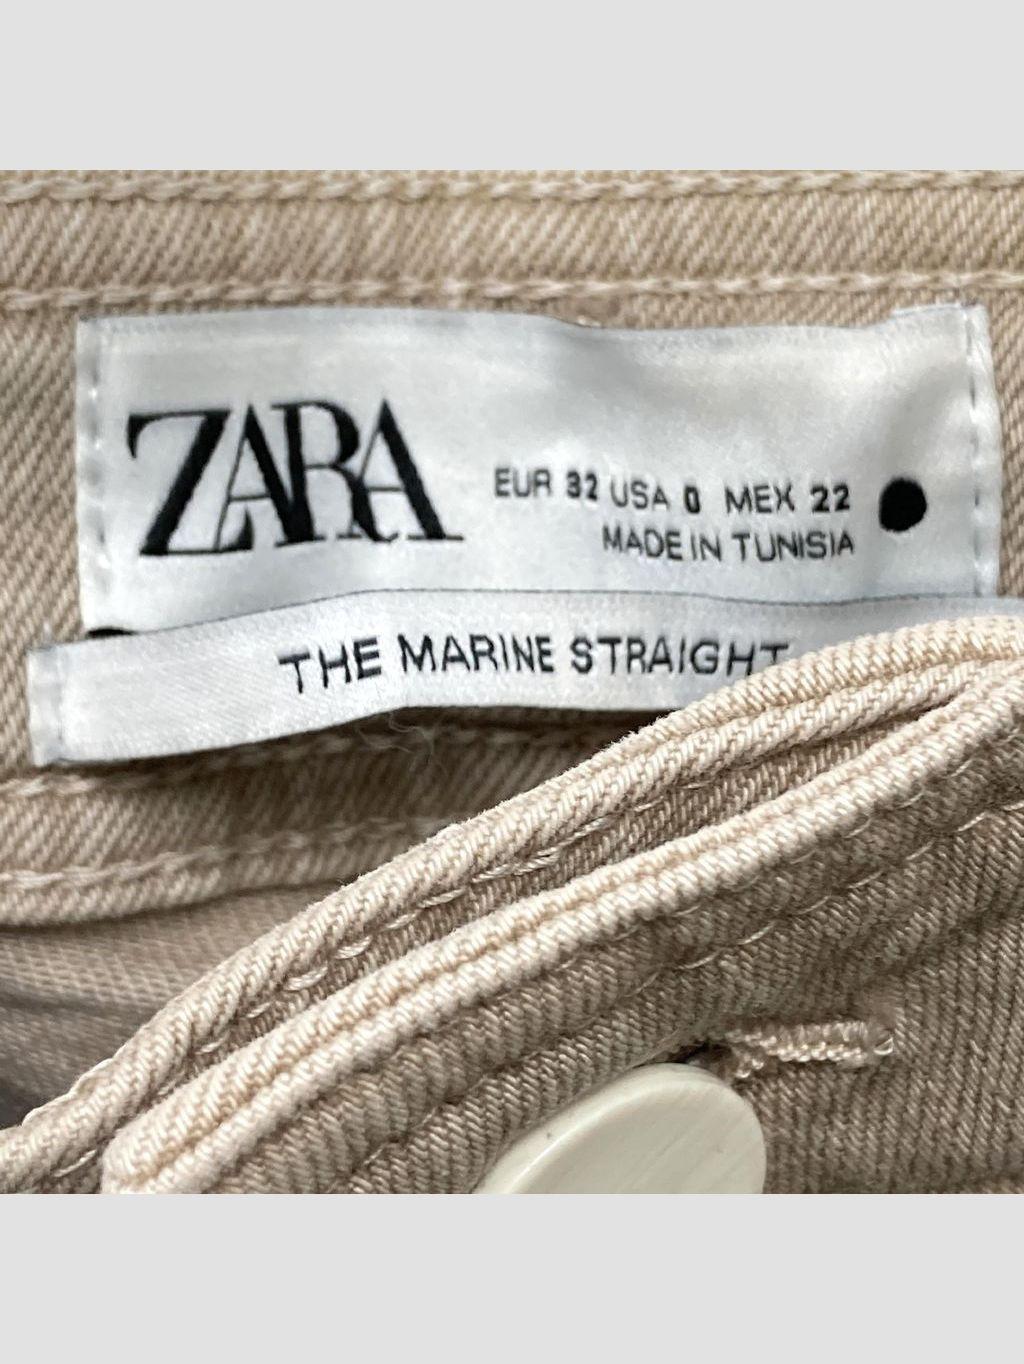 ZARA
EUR 32 USA 0 MEX 22
MADE IN TUNISIA
THE MARINE STRAIGHT